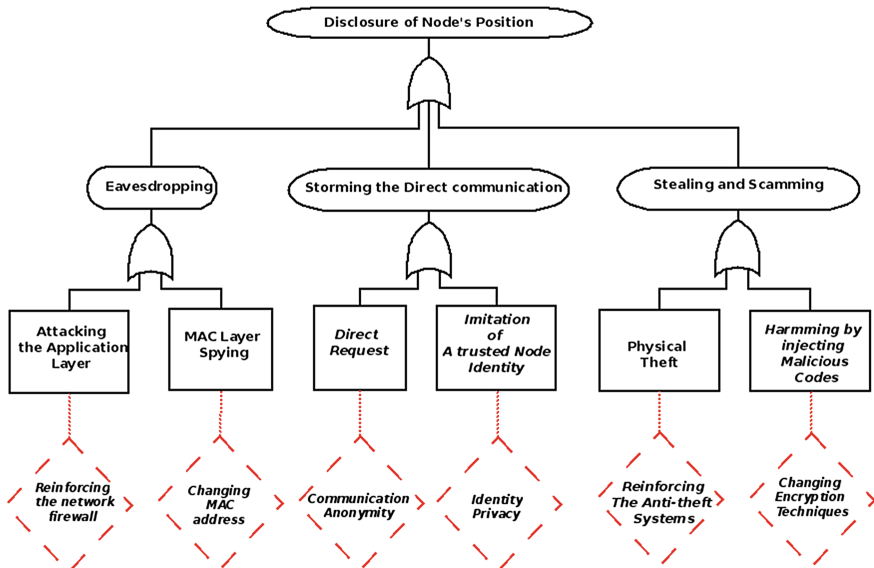 Disclosure of Node's Position
Eavesdropping
Storming the Direct communication
Stealing and Scamming
Attacking
the Application
Layer
MAC Layer
Spying
Direct
Request
Imitation
of
A trusted Node
Identity
Physical
Theft
Harmming by
injecting
Malicious
Codes
Reinforcing
the network
firewall
Changing
MAC
address
Communication
Anonymity
Identity
Privacy
Reinforcing
The Anti-theft
Systems
Changing
Encryption
Techniques